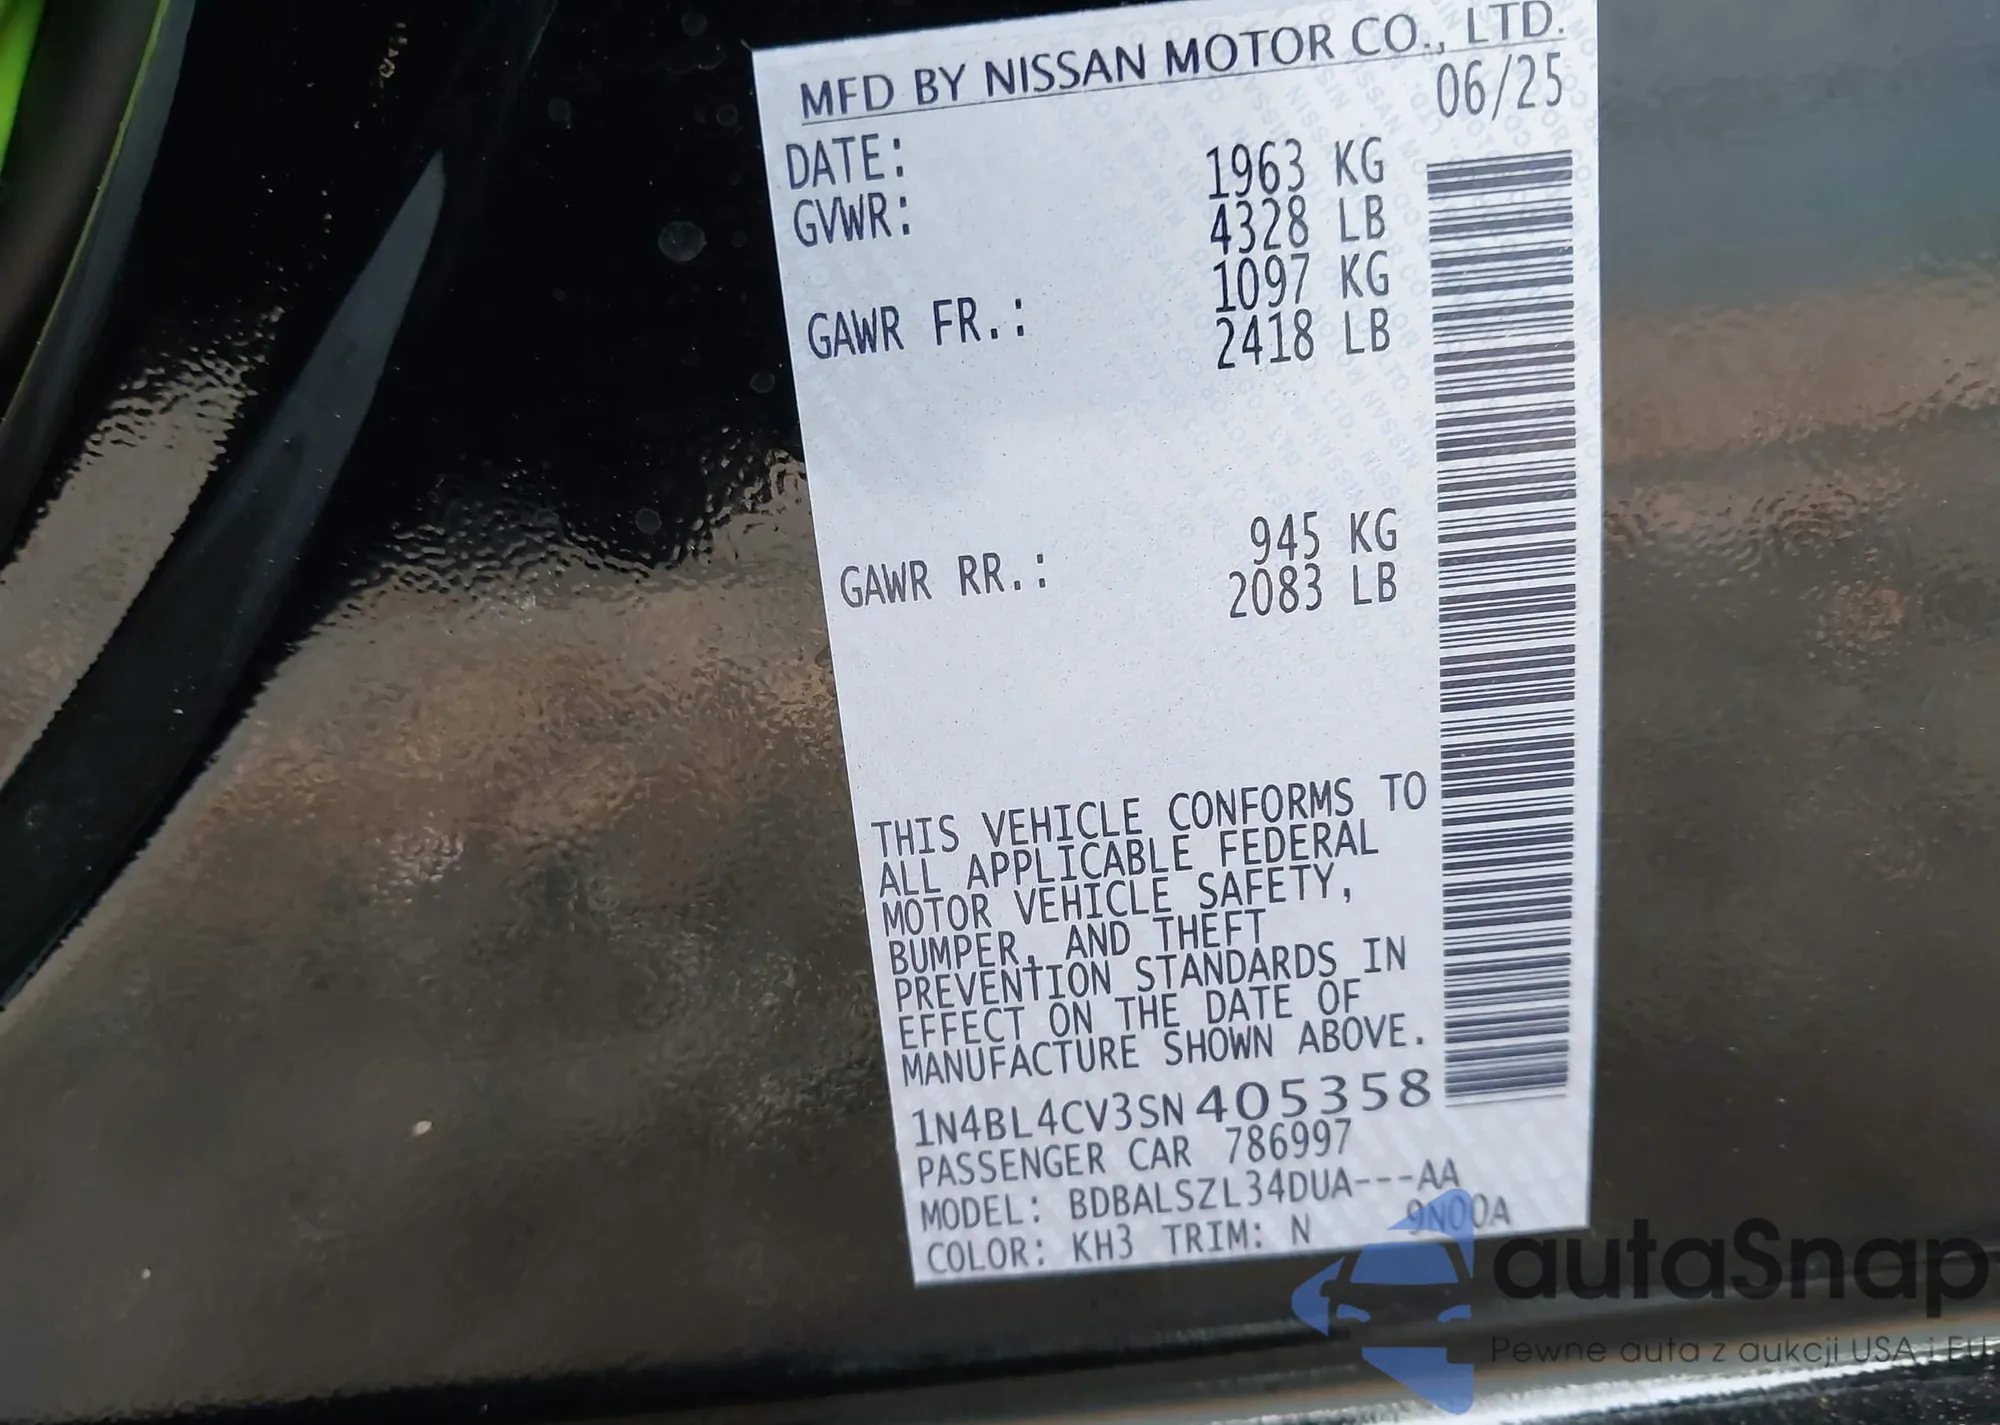 MFD BY NISSAN MOTOR CO., LTD.
DATE: 06/25
GVWR: 1963 KG
4328 LB
GAWR FR.: 1097 KG
2418 LB
GAWR RR.: 945 KG
2083 LB
THIS VEHICLE CONFORMS TO
ALL APPLICABLE FEDERAL
MOTOR VEHICLE SAFETY,
BUMPER, AND THEFT
PREVENTION STANDARDS IN
EFFECT ON THE DATE OF
MANUFACTURE SHOWN ABOVE.
1N4BL4CV3SN405358
PASSENGER CAR 786997
MODEL: BDBALSZL34DUA---AA
COLOR: KH3 TRIM: N 9N00A
autaSnap
Pewne auta z aukcji USA i EU